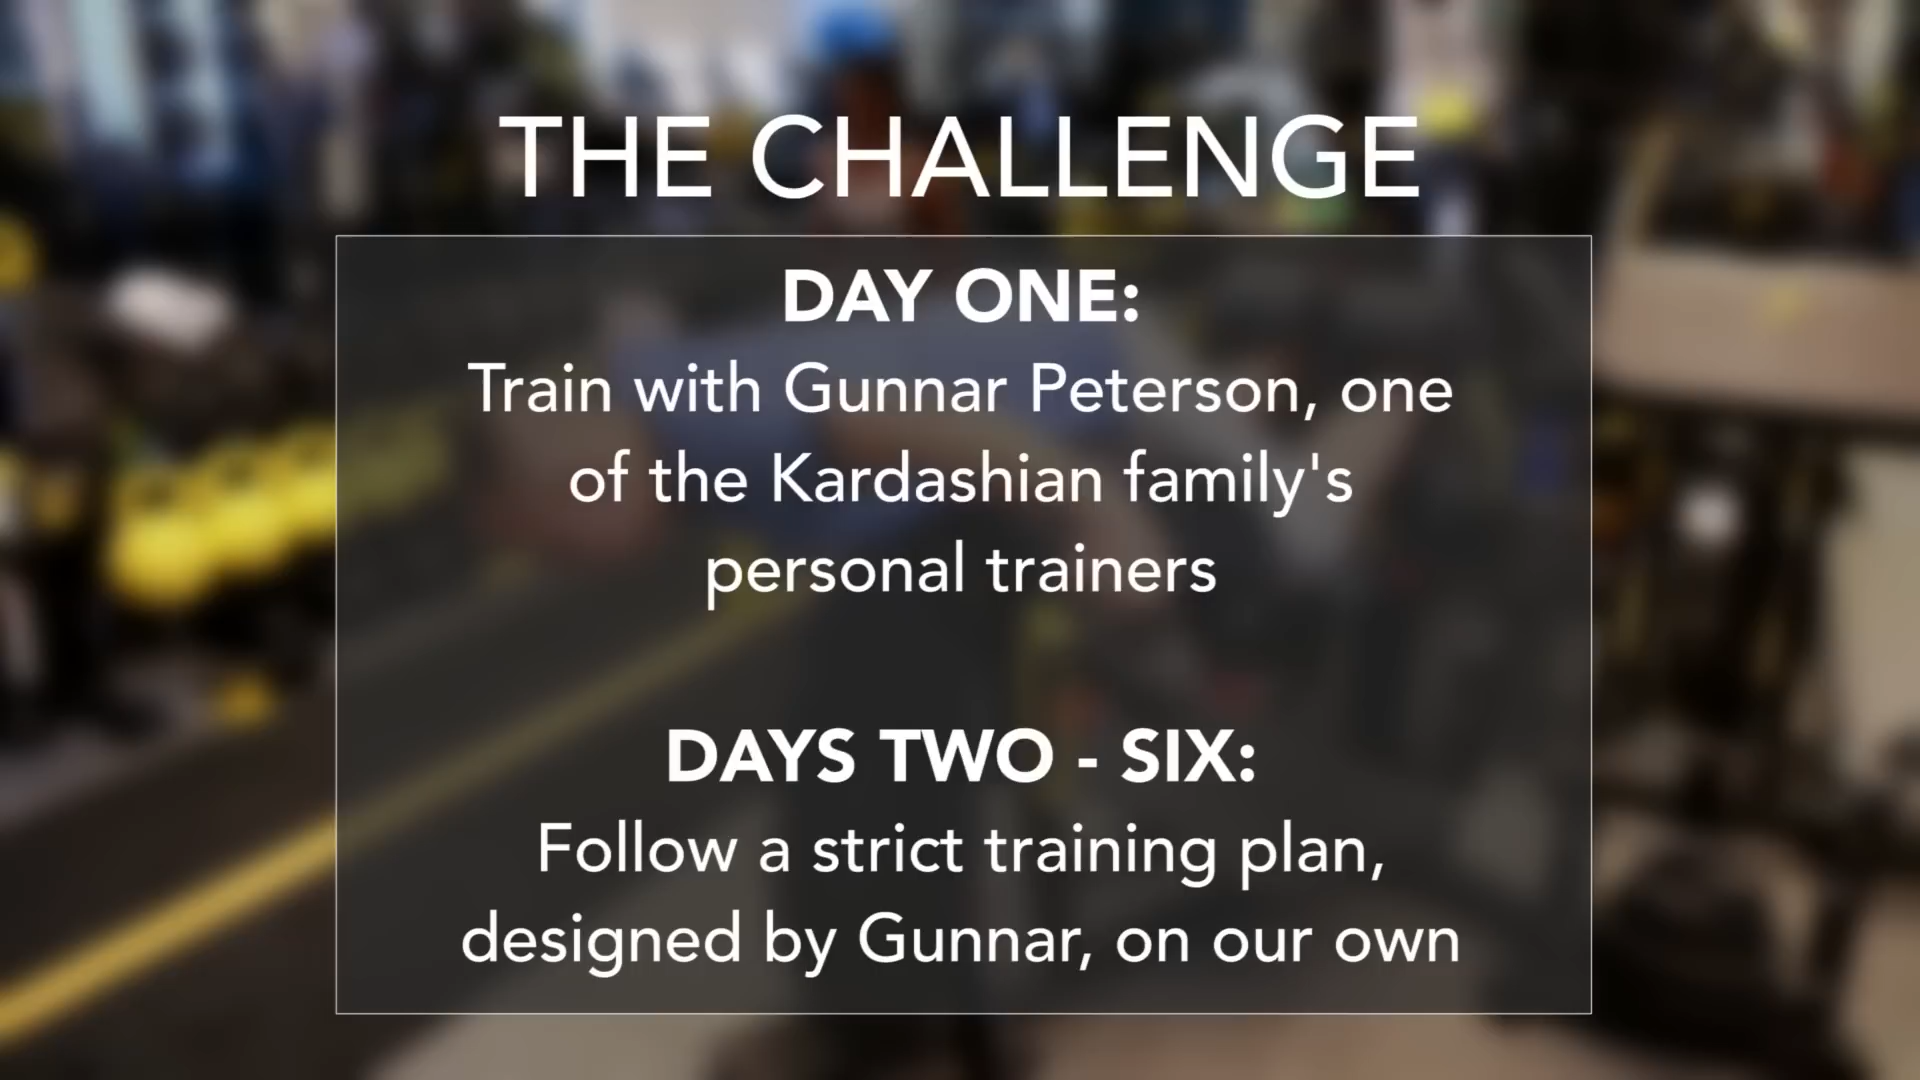 THE CHALLENGE
DAY ONE:
Train with Gunnar Peterson, one
of the Kardashian family's
personal trainers
DAYS TWO - SIX:
Follow a strict training plan,
designed by Gunnar, on our own